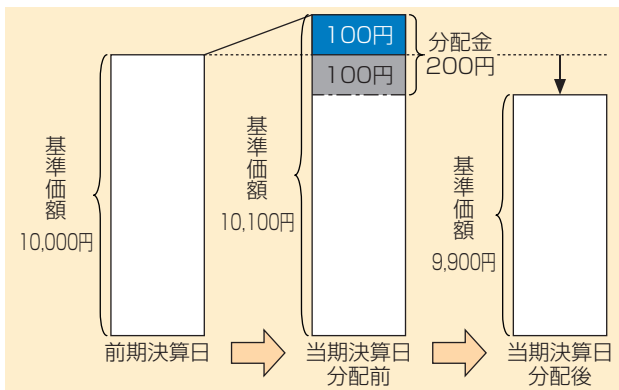 100円
100円
分配金
200円
基準価額
10,000円
基準価額
10,100円
基準価額
9,900円
前期決算日
当期決算日
分配前
当期決算日
分配後